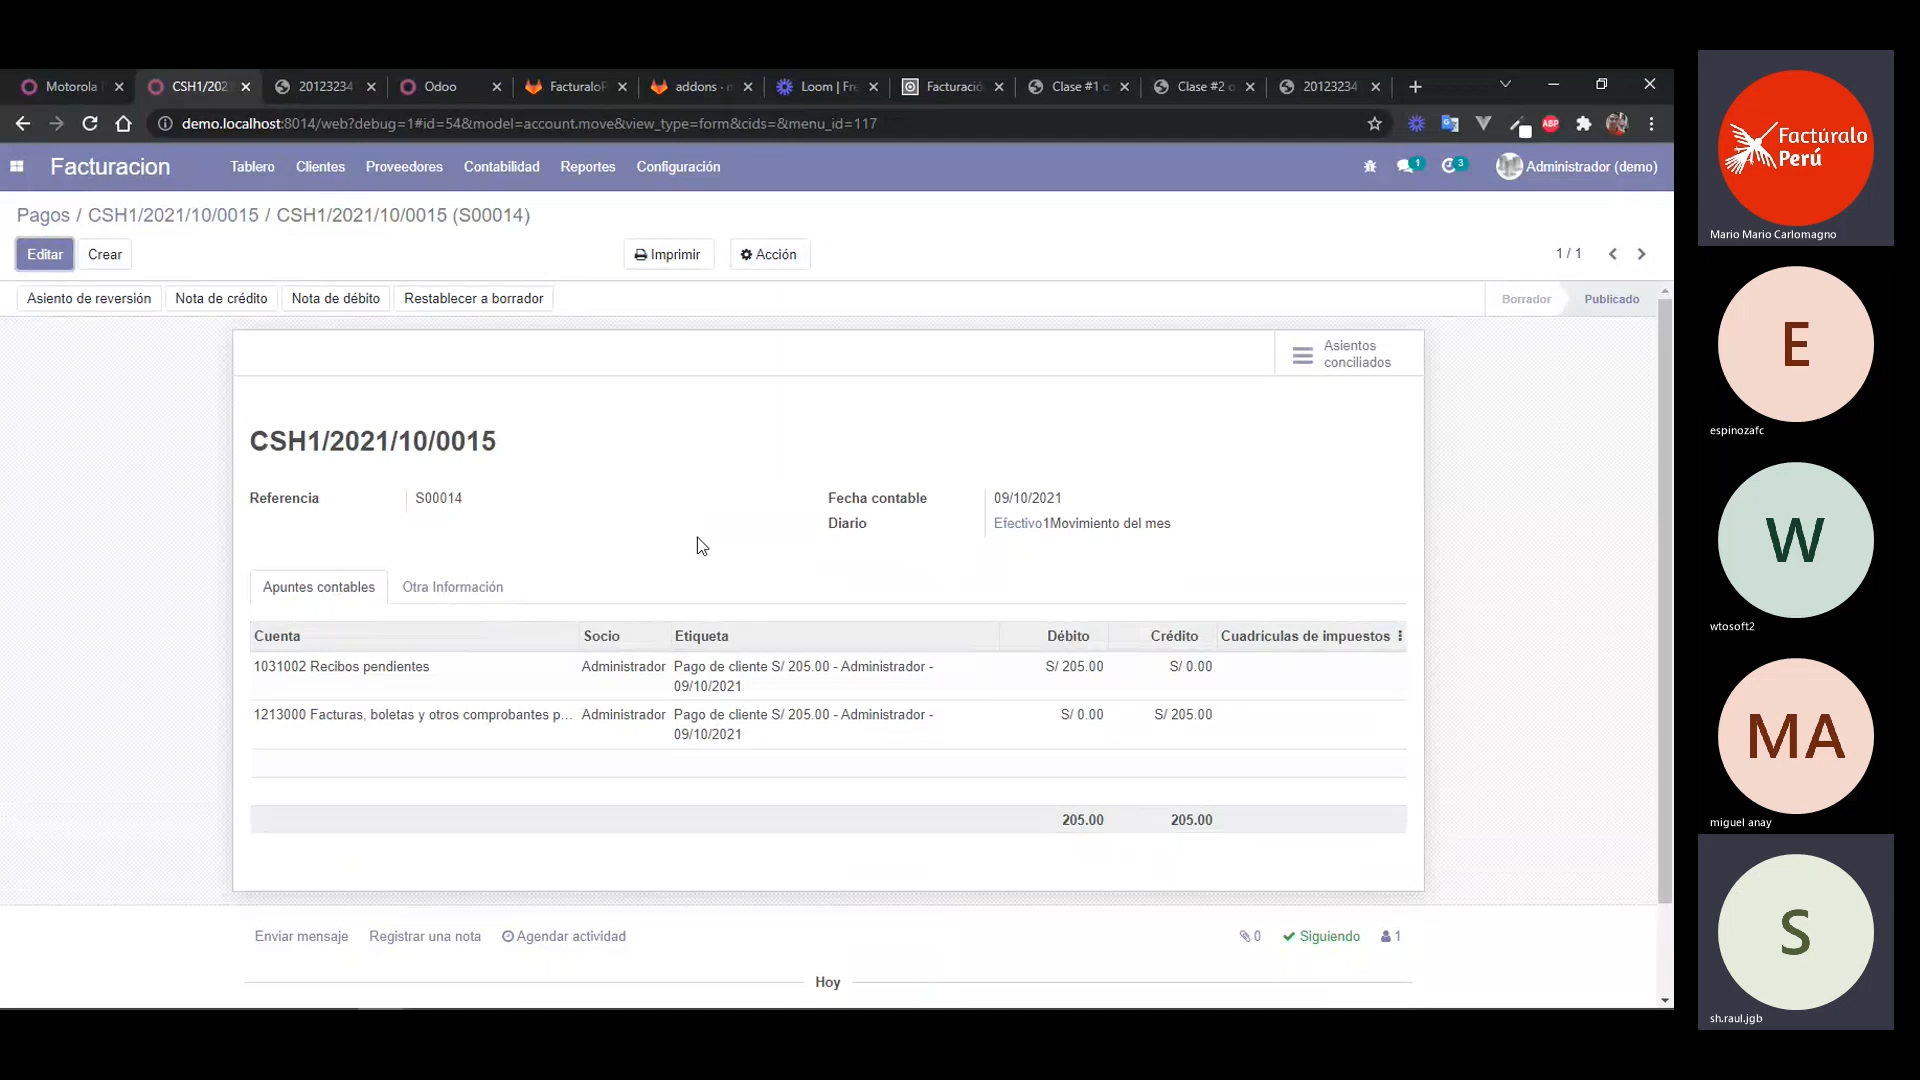 Motorola
CSH1/202
20123234
Odoo
FacturaloP
addons - n
Loom | Fre
Facturació
Clase #1 o
Clase #2 o
20123234
demo.localhost:8014/web?debug=1#id=54&model=account.move&view_type=form&cids=&menu_id=117
ABP
Facturacion
Tablero
Clientes
Proveedores
Contabilidad
Reportes
Configuración
1
3
Administrador (demo)
Pagos / CSH1/2021/10/0015 / CSH1/2021/10/0015 (S00014)
Editar
Crear
Imprimir
Acción
1 / 1
Asiento de reversión
Nota de crédito
Nota de débito
Restablecer a borrador
Borrador
Publicado
Asientos
conciliados
CSH1/2021/10/0015
Referencia
S00014
Fecha contable
09/10/2021
Diario
Efectivo1Movimiento del mes
Apuntes contables
Otra Información
Cuenta Socio Etiqueta Débito Crédito Cuadriculas de impuestos
1031002 Recibos pendientes Administrador Pago de cliente S/ 205.00 - Administrador - S/ 205.00 S/ 0.00
09/10/2021
1213000 Facturas, boletas y otros comprobantes p... Administrador Pago de cliente S/ 205.00 - Administrador - S/ 0.00 S/ 205.00
09/10/2021
205.00 205.00
Enviar mensaje
Registrar una nota
Agendar actividad
0
Siguiendo
1
Hoy
Factúralo
Perú
Mario Mario Carlomagno
E
espinozafc
W
wtosoft2
MA
miguel anay
S
sh.raul.jgb